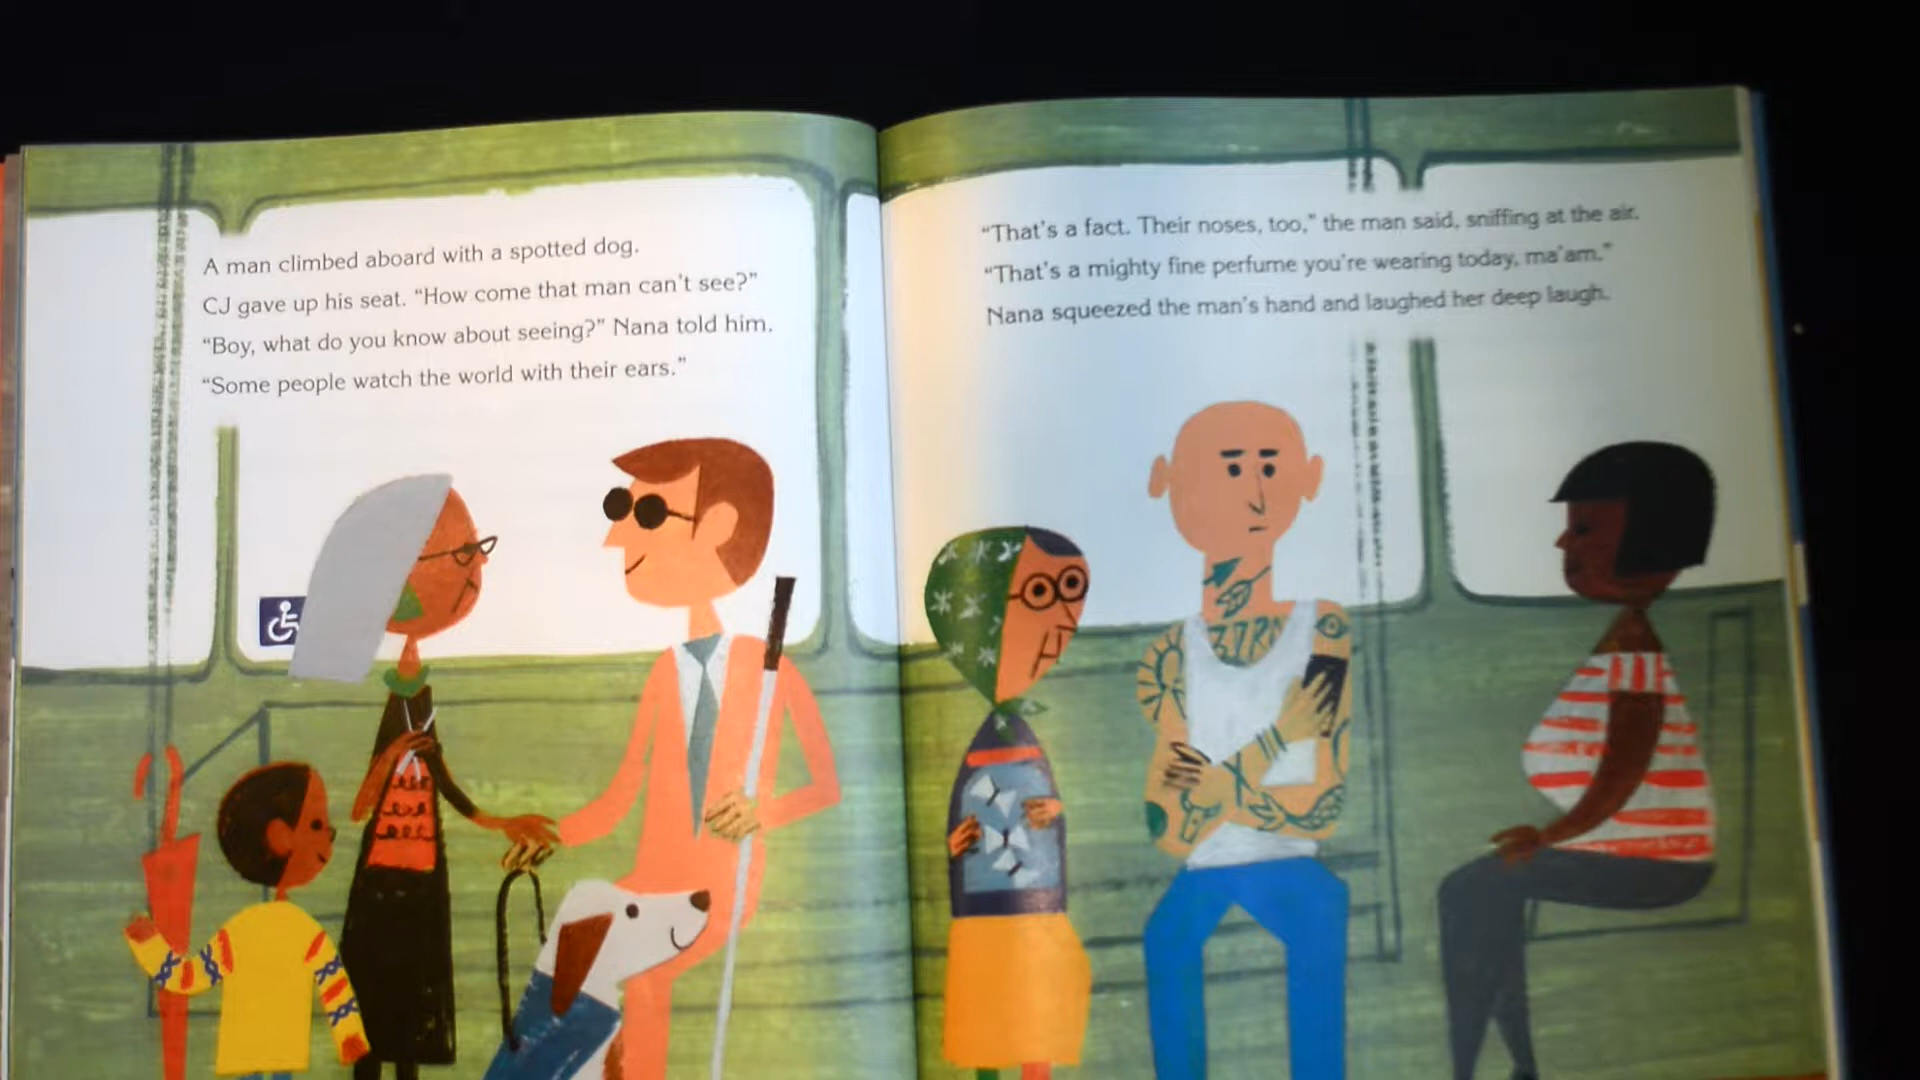 A man climbed aboard with a spotted dog.
CJ gave up his seat. “How come that man can’t see?”
“Boy, what do you know about seeing?” Nana told him.
“Some people watch the world with their ears.”
“That’s a fact. Their noses, too,” the man said, sniffing at the air.
“That’s a mighty fine perfume you’re wearing today, ma’am.”
Nana squeezed the man’s hand and laughed her deep laugh.